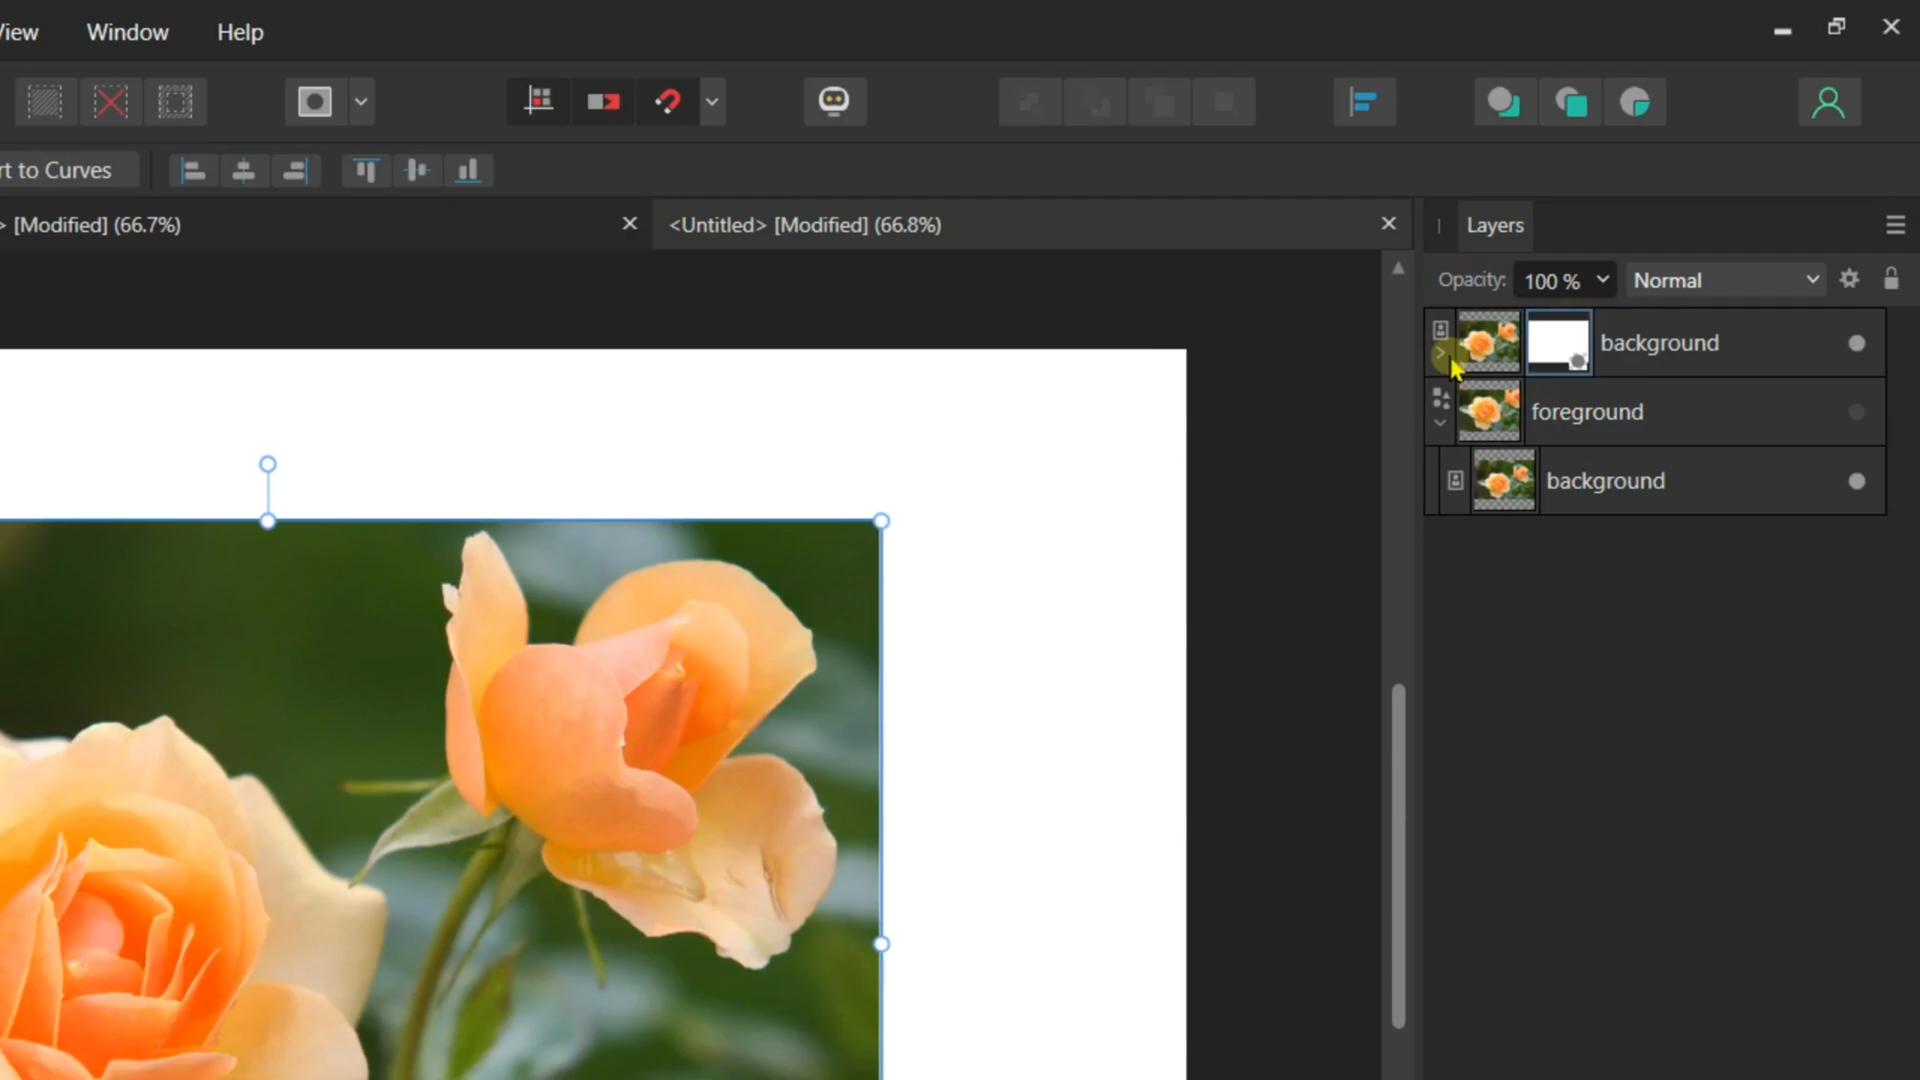 View Window Help
rt to Curves
> [Modified] (66.7%)
<Untitled> [Modified] (66.8%)
Layers
Opacity: 100 % Normal
background
foreground
background